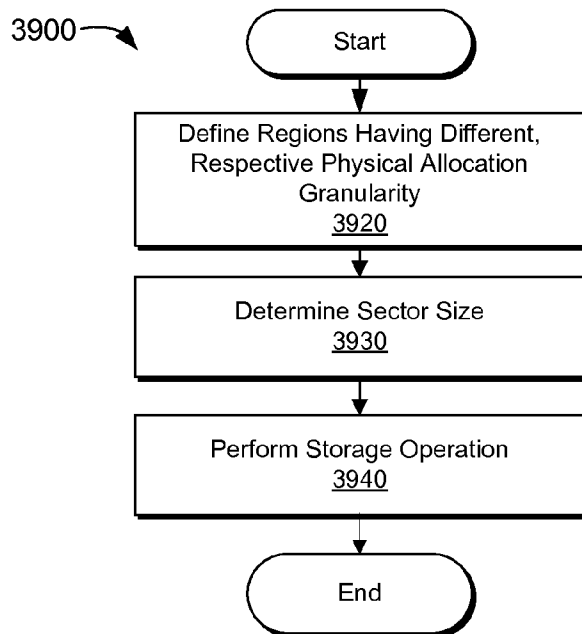 3900
Start
Define Regions Having Different,
Respective Physical Allocation
Granularity
3920
Determine Sector Size
3930
Perform Storage Operation
3940
End